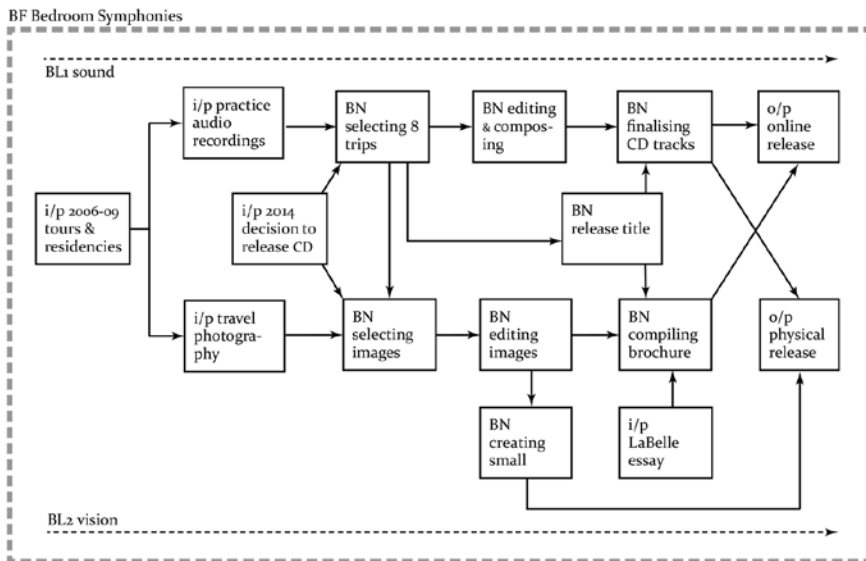 BF Bedroom Symphonies
BL1 sound
i/p practice
audio
recordings
BN
selecting 8
trips
BN editing
& compos-
ing
BN
finalising
CD tracks
o/p
online
release
i/p 2006-09
tours &
residencies
i/p 2014
decision to
release CD
BN
release title
i/p travel
photogra-
phy
BN
selecting
images
BN
editing
images
BN
compiling
brochure
o/p
physical
release
BN
creating
small
i/p
LaBelle
essay
BL2 vision